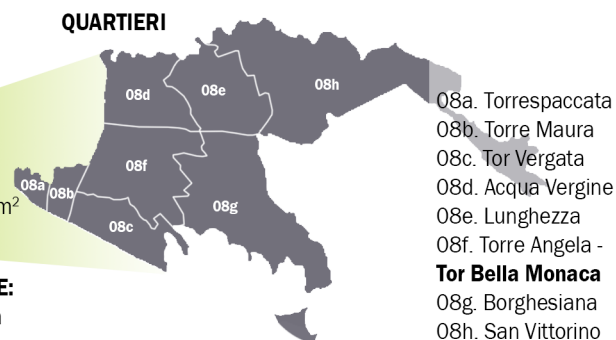 QUARTIERI
08d
08e
08h
08f
08a
08b
08g
08c
m²
E:
08a. Torrespaccata
08b. Torre Maura
08c. Tor Vergata
08d. Acqua Vergine
08e. Lunghezza
08f. Torre Angela -
Tor Bella Monaca
08g. Borghesiana
08h. San Vittorino